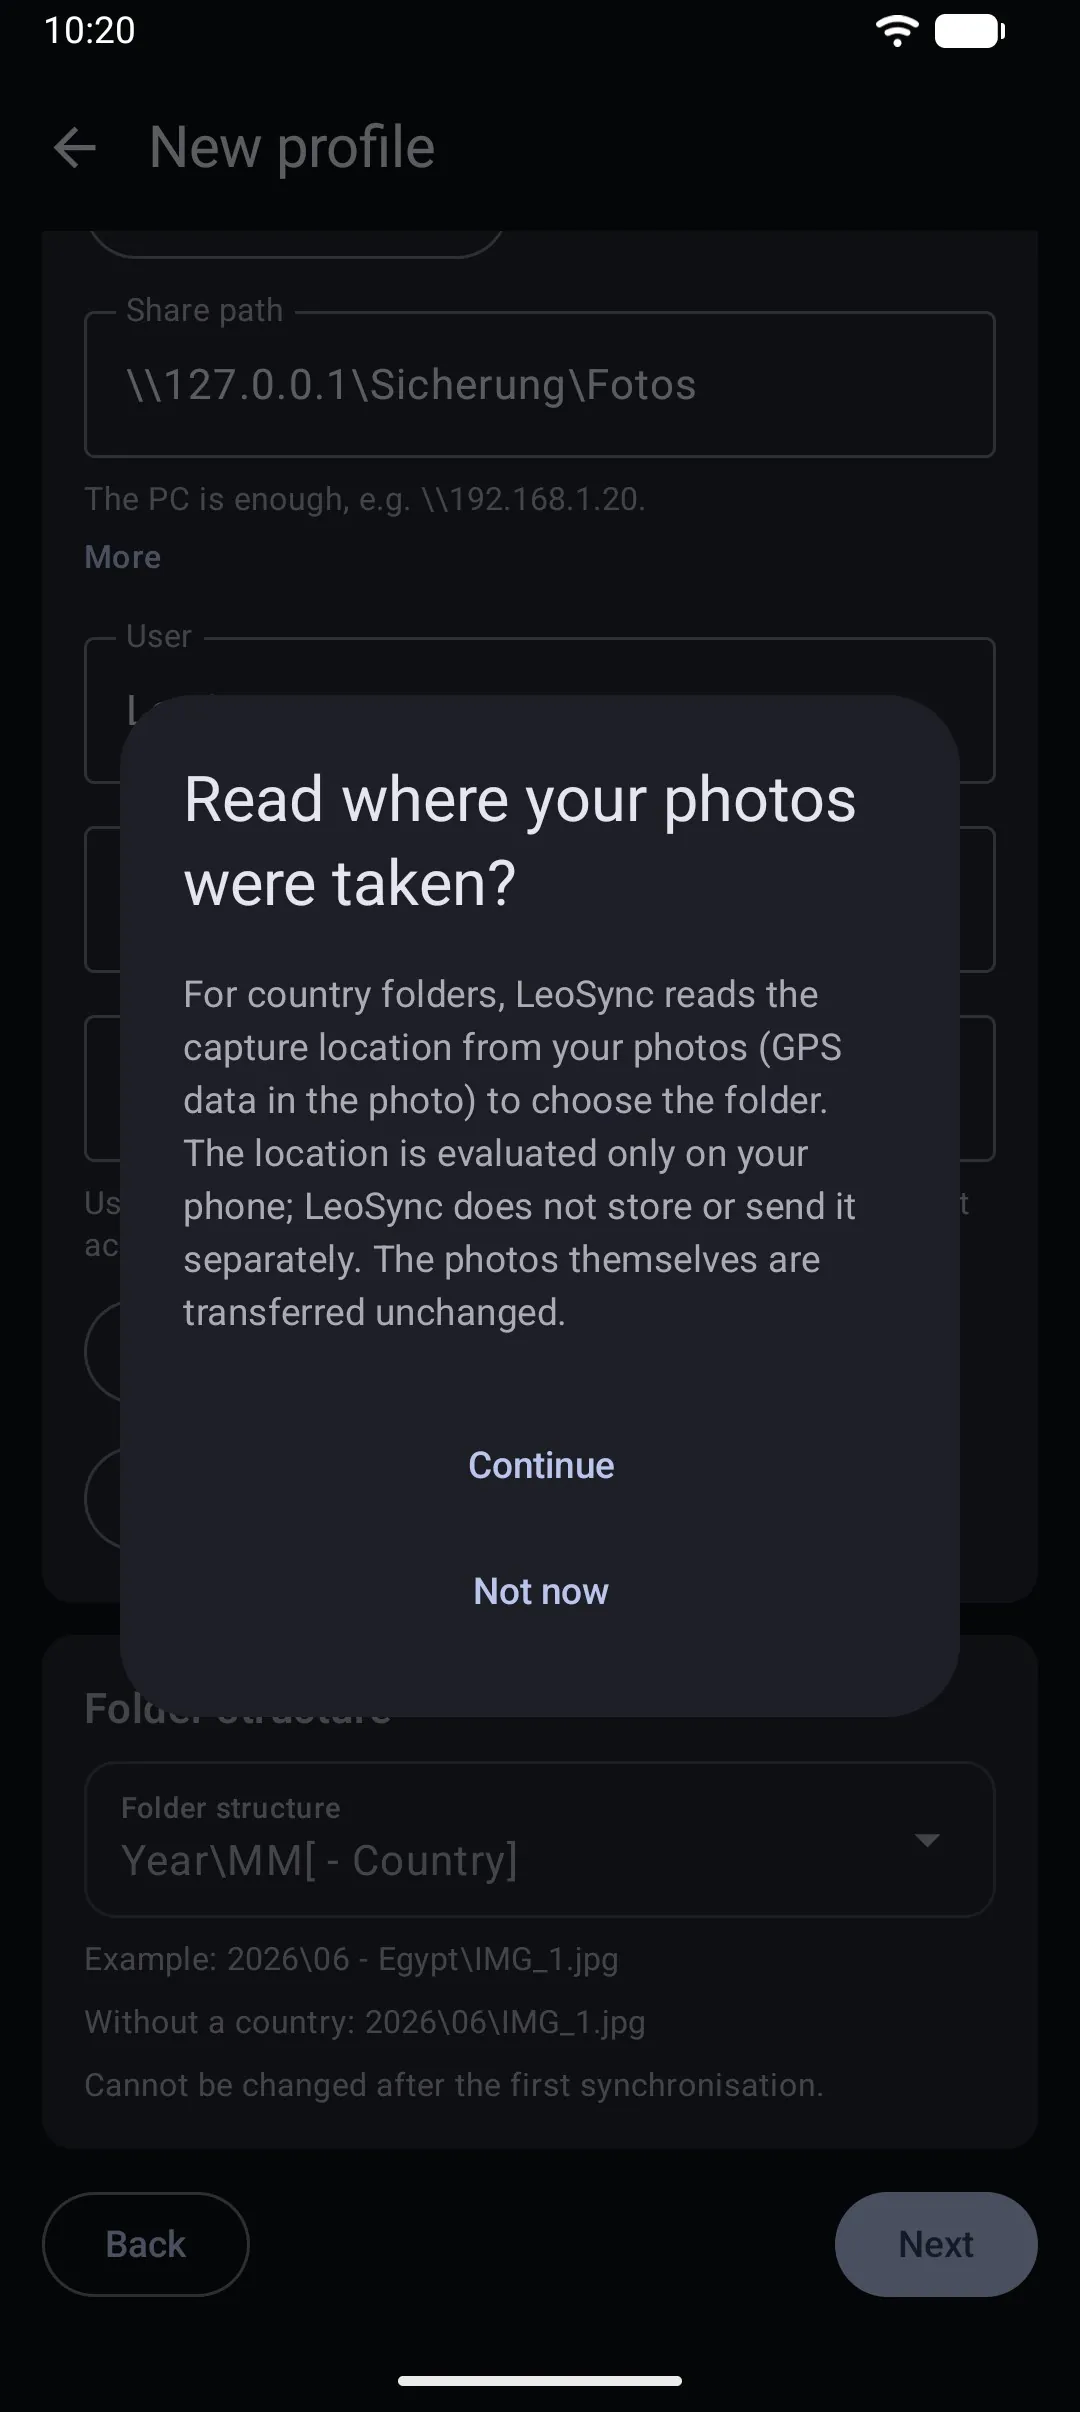 10:20
New profile
Share path
\\127.0.0.1\Sicherung\Fotos
The PC is enough, e.g. \\192.168.1.20.
More
User
Read where your photos
were taken?
For country folders, LeoSync reads the
capture location from your photos (GPS
data in the photo) to choose the folder.
The location is evaluated only on your
phone; LeoSync does not store or send it
separately. The photos themselves are
transferred unchanged.
Continue
Not now
Folder structure
Folder structure
Year\MM[ - Country]
Example: 2026\06 - Egypt\IMG_1.jpg
Without a country: 2026\06\IMG_1.jpg
Cannot be changed after the first synchronisation.
Back
Next